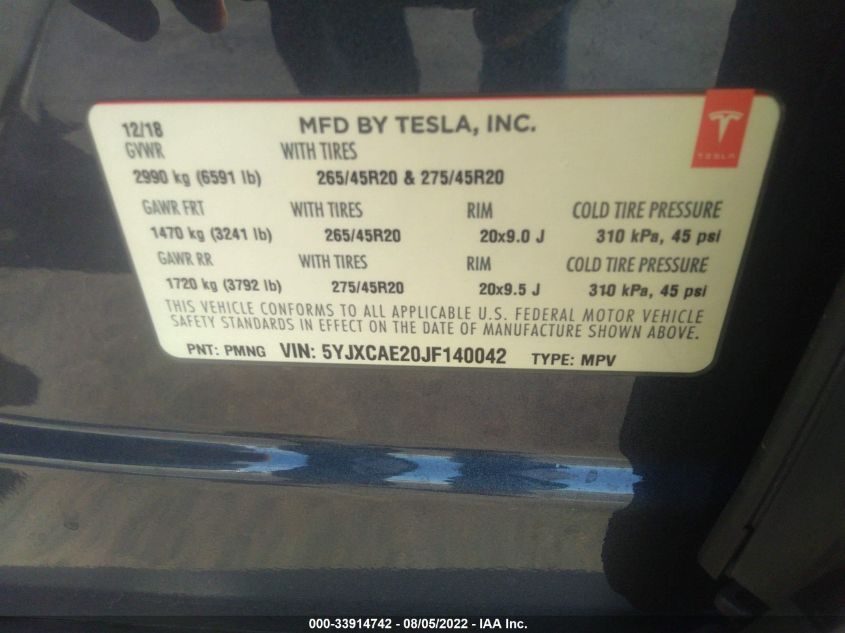 12/18 MFD BY TESLA, INC.
GVWR WITH TIRES
2990 kg (6591 lb) 265/45R20 & 275/45R20
TESLA
GAWR FRT WITH TIRES RIM COLD TIRE PRESSURE
1470 kg (3241 lb) 265/45R20 20x9.0 J 310 kPa, 45 psi
GAWR RR WITH TIRES RIM COLD TIRE PRESSURE
1720 kg (3792 lb) 275/45R20 20x9.5 J 310 kPa, 45 psi
THIS VEHICLE CONFORMS TO ALL APPLICABLE U.S. FEDERAL MOTOR VEHICLE
SAFETY STANDARDS IN EFFECT ON THE DATE OF MANUFACTURE SHOWN ABOVE.
PNT: PMNG VIN: 5YJXCAE20JF140042 TYPE: MPV
000-33914742 - 08/05/2022 - IAA Inc.